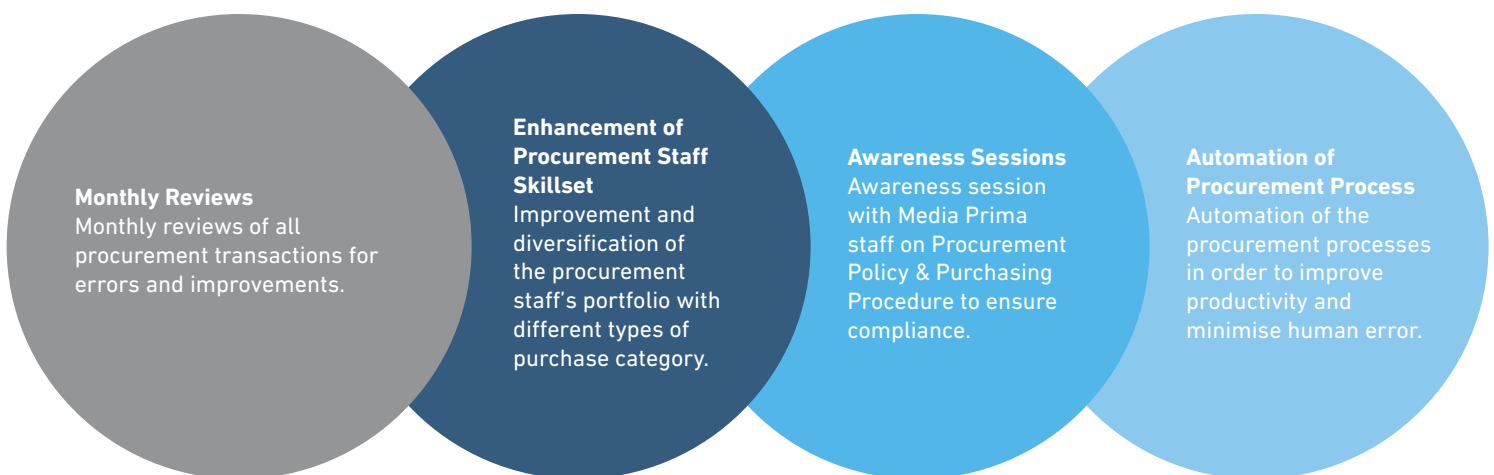 Monthly Reviews
Monthly reviews of all
procurement transactions for
errors and improvements.
Enhancement of
Procurement Staff
Skillset
Improvement and
diversification of
the procurement
staff's portfolio with
different types of
purchase category.
Awareness Sessions
Awareness session
with Media Prima
staff on Procurement
Policy & Purchasing
Procedure to ensure
compliance.
Automation of
Procurement Process
Automation of the
procurement processes
in order to improve
productivity and
minimise human error.